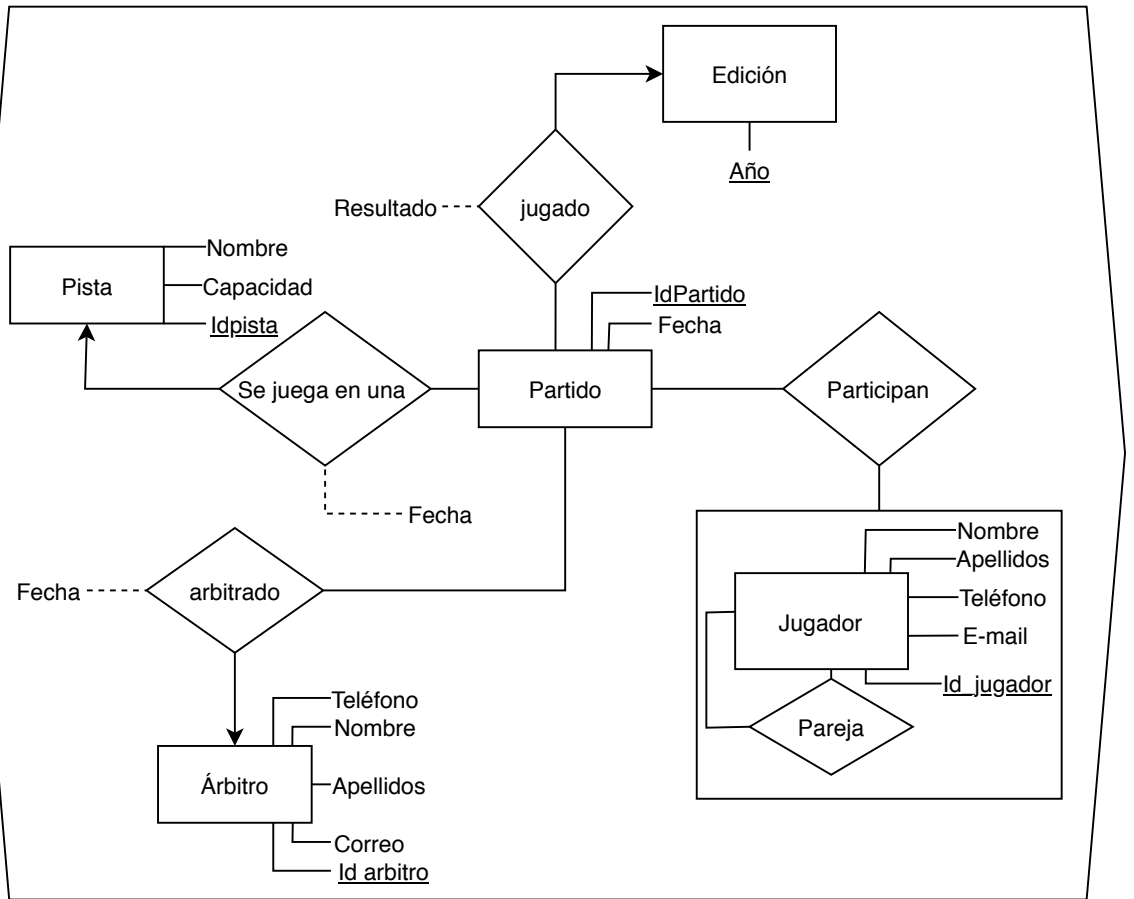 Edición
Año
Resultado
jugado
Nombre
Pista
Capacidad
Idpista
IdPartido
Fecha
Se juega en una
Partido
Participan
Fecha
Fecha
arbitrado
Nombre
Apellidos
Teléfono
Jugador
E-mail
Id_jugador
Pareja
Teléfono
Nombre
Árbitro
Apellidos
Correo
Id arbitro